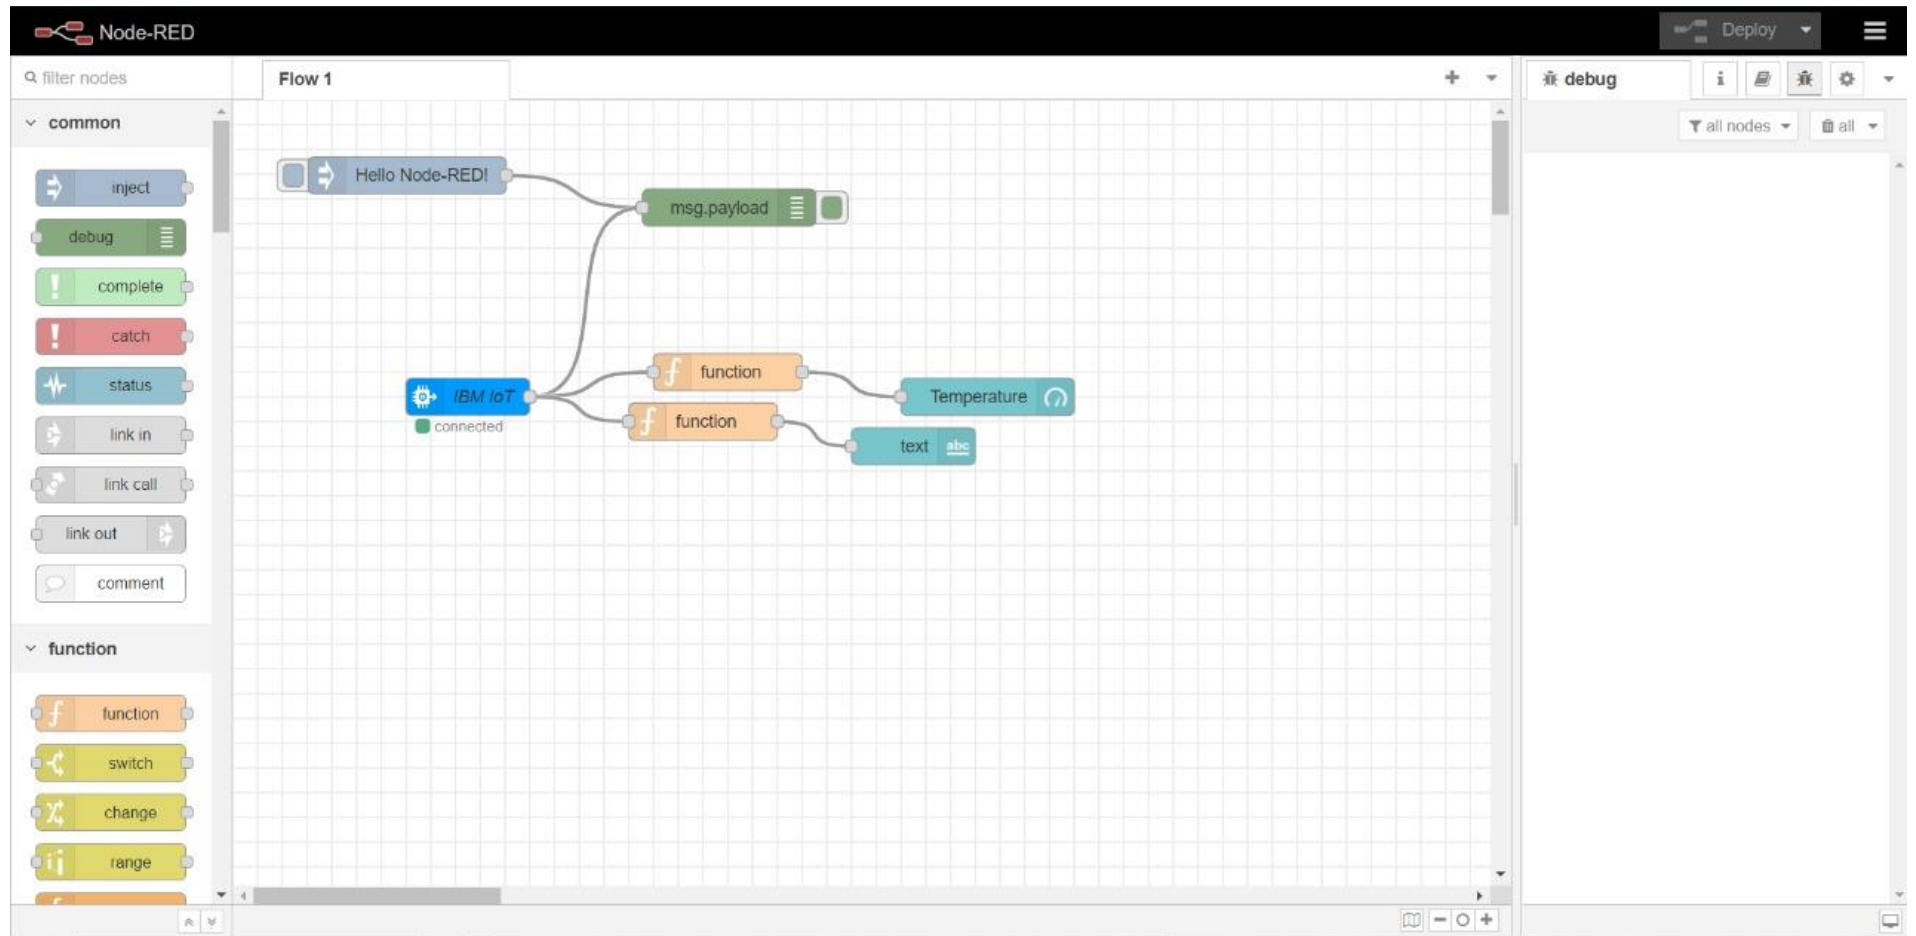 Node-RED
Deploy
filter nodes
Flow 1
debug
i
common
all nodes
all
inject
debug
complete
catch
status
link in
link call
link out
comment
Hello Node-RED!
msg.payload
IBM IoT
connected
function
function
Temperature
text
abc
function
function
switch
change
range